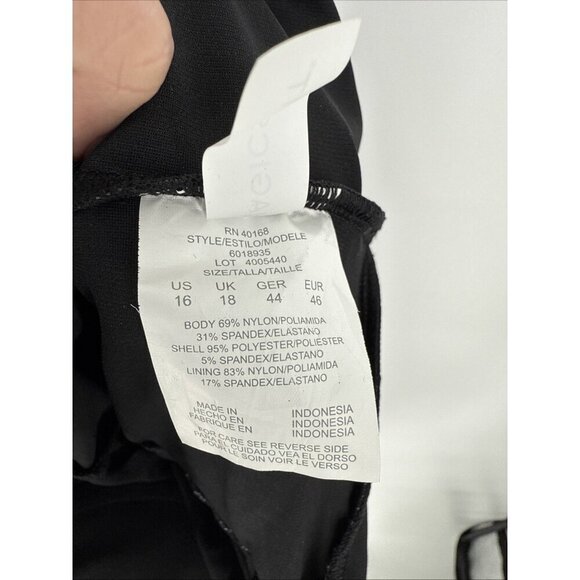 RN 40168
STYLE/ESTILO/MODELE
6018935
LOT 4005440
SIZE/TALLA/TAILLE
US UK GER EUR
16 18 44 46
BODY 69% NYLON/POLIAMIDA
31% SPANDEX/ELASTANO
SHELL 95% POLYESTER/POLIÉSTER
5% SPANDEX/ELASTANO
LINING 83% NYLON/POLIAMIDA
17% SPANDEX/ELASTANO
MADE IN INDONESIA
HECHO EN INDONESIA
FABRIQUE EN INDONESIA
FOR CARE SEE REVERSE SIDE
PARA EL CUIDADO VEA EL DORSO
POUR LE SOIN VOIR LE VERSO